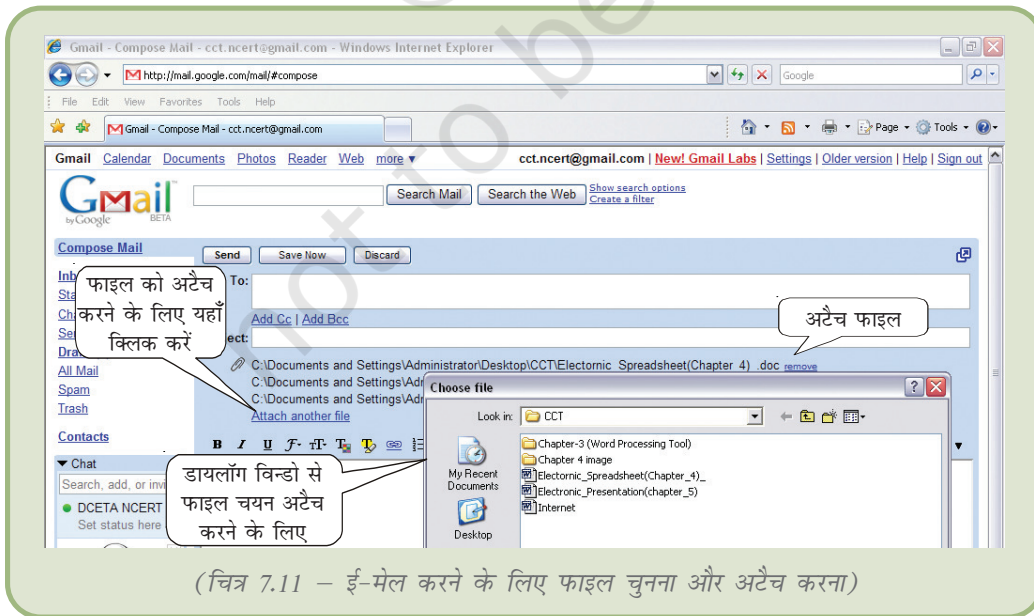 Gmail - Compose Mail - cct.ncert@gmail.com - Windows Internet Explorer
http://mail.google.com/mail/#compose
Google
File Edit View Favorites Tools Help
Gmail - Compose Mail - cct.ncert@gmail.com
Page Tools
Gmail Calendar Documents Photos Reader Web more ▼ cct.ncert@gmail.com | New! Gmail Labs | Settings | Older version | Help | Sign out
Gmail
by Google BETA
Search Mail Search the Web Show search options
Create a filter
Compose Mail
Send Save Now Discard
To:
फाइल को अटैच
करने के लिए यहाँ
क्लिक करें
Add Cc | Add Bcc
अटैच फाइल
All Mail
Spam
Trash
Contacts
C:\Documents and Settings\Administrator\Desktop\CCT\Electornic Spreadsheet(Chapter 4) .doc remove
C:\Documents and Settings\Adr
C:\Documents and Settings\Adr
Attach another file
B I U
Choose file
Look in: CCT
My Recent
Documents
Desktop
Chapter-3 (Word Processing Tool)
Chapter 4 image
Electornic_Spreadsheet(Chapter_4)_
Electronic_Presentation(chapter_5)
Internet
▼ Chat
Search, add, or invi
DCETA NCERT
Set status here
डायलॉग विन्डो से
फाइल चयन अटैच
करने के लिए
(चित्र 7.11 – ई-मेल करने के लिए फाइल चुनना और अटैच करना)
not to be